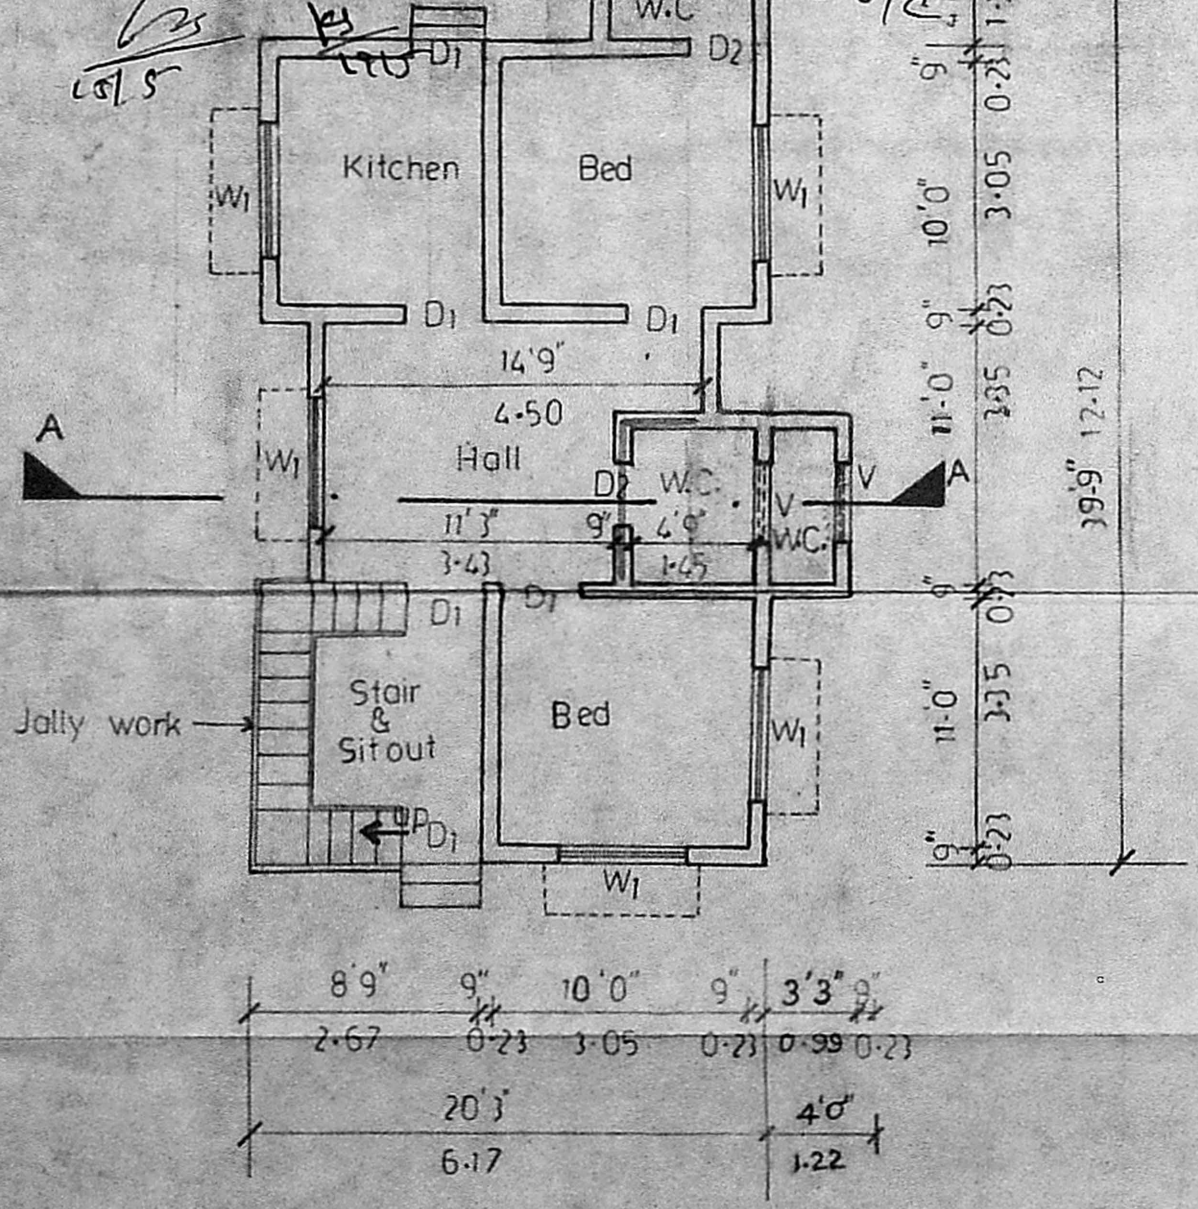 W.C
D1
D2
9"
0.23
Kitchen
Bed
W1
W1
10'0"
3.05
D1
D1
9"
0.23
14'9"
4.50
11'-0"
3.35
39'-9" 12.12
A
W1
Hall
D2
W.C.
V
V
A
11'3"
9"
4'9"
W.C.
3.43
1.45
9"
0.23
D1
D1
Stair
&
Sitout
Jally work
Bed
W1
11'-0"
3.35
UP
D1
W1
9"
0.23
8'9" 9" 10'0" 9" 3'3" 9"
2.67 0.23 3.05 0.23 0.99 0.23
20'3" 4'0"
6.17 1.22